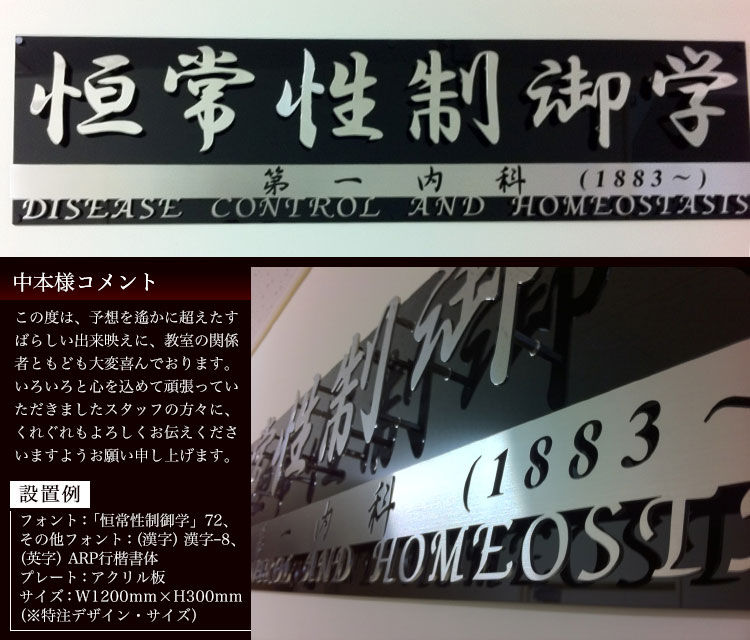 恒常性制御学
第一内科 (1883〜)
DISEASE CONTROL AND HOMEOSTASIS
中本様コメント
この度は、予想を遥かに超えたす
ばらしい出来映えに、教室の関係
者ともども大変喜んでおります。
いろいろと心を込めて頑張ってい
ただきましたスタッフの方々に、
くれぐれもよろしくお伝えくださ
いますようお願い申し上げます。
設置例
フォント：「恒常性制御学」72、
その他フォント：（漢字）漢字-8、
（英字）ARP行楷書体
プレート：アクリル板
サイズ：W1200mm×H300mm
（※特注デザイン・サイズ）
性制御
(1883〜
第一内科
AND HOMEOSTA